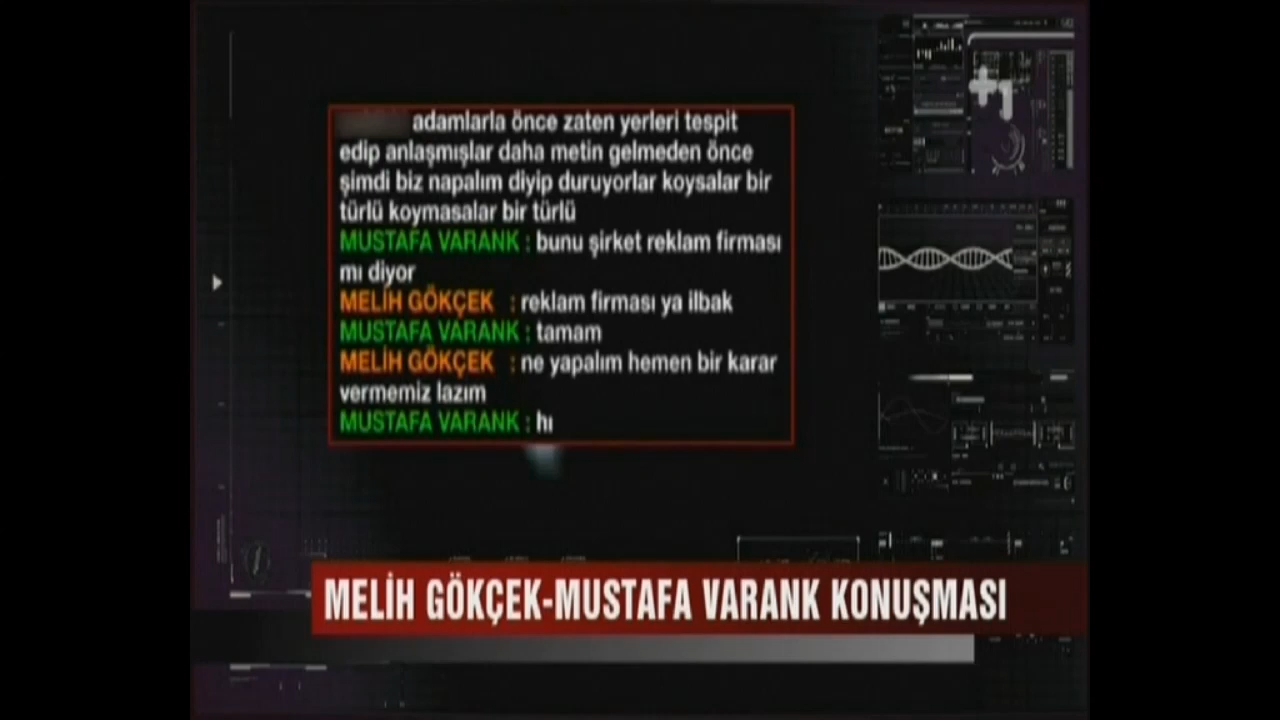 adamlarla önce zaten yerleri tespit
edip anlaşmışlar daha metin gelmeden önce
şimdi biz napalım diyip duruyorlar koysalar bir
türlü koymasalar bir türlü
MUSTAFA VARANK : bunu şirket reklam firması
mı diyor
MELİH GÖKÇEK : reklam firması ya ilbak
MUSTAFA VARANK : tamam
MELİH GÖKÇEK : ne yapalım hemen bir karar
vermemiz lazım
MUSTAFA VARANK : hı
MELİH GÖKÇEK-MUSTAFA VARANK KONUŞMASI